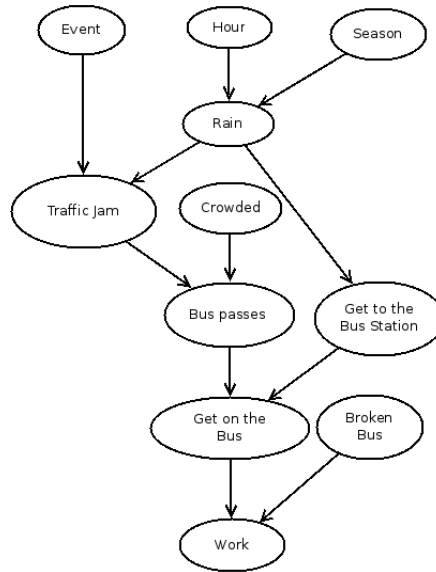 Event
Hour
Season
Rain
Traffic Jam
Crowded
Bus passes
Get to the
Bus Station
Get on the
Bus
Broken
Bus
Work